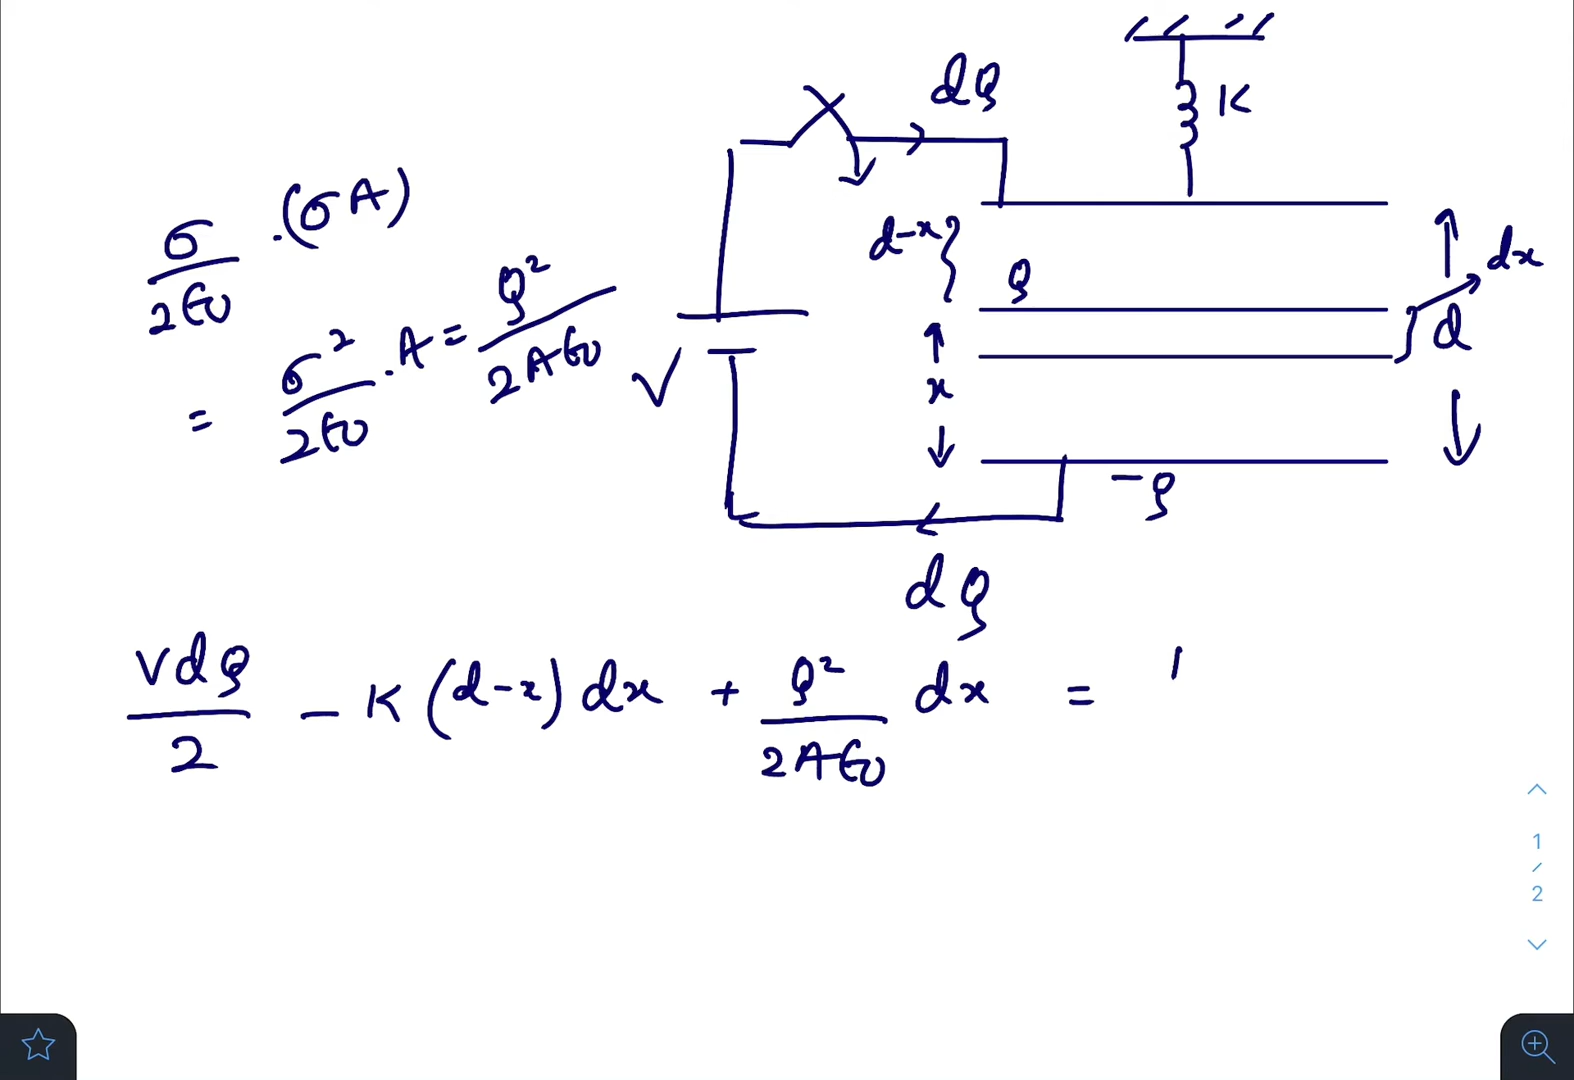 dQ
K
σ/2ε₀ .(σA)
= σ²/2ε₀ . A = Q²/2Aε₀
V
d-x
Q
dx
d
x
-Q
dQ
VdQ/2 - K(d-x)dx + Q²/2Aε₀ dx =
1
/
2